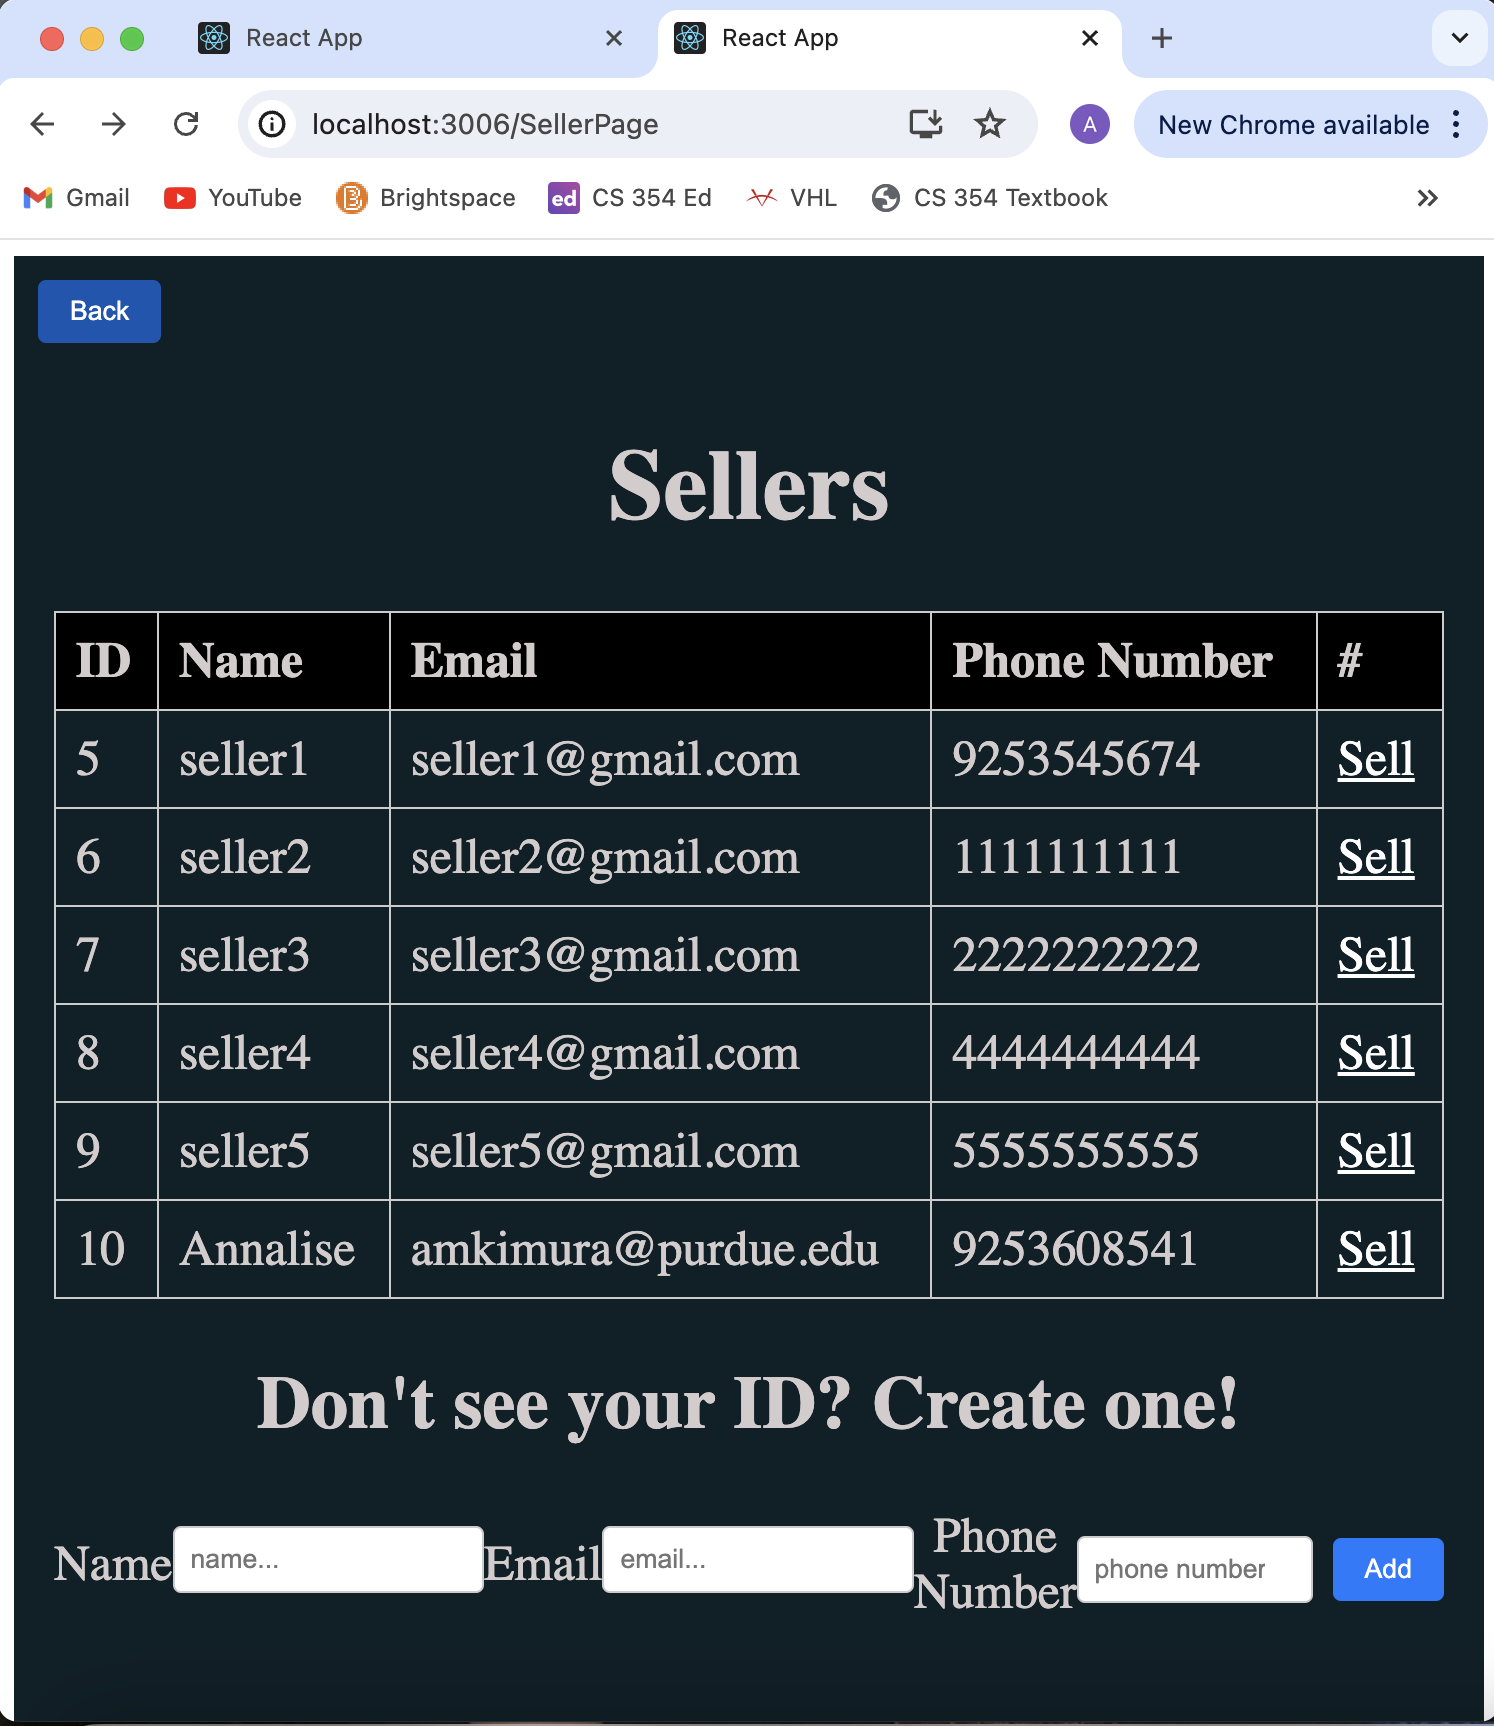 React App
React App
localhost:3006/SellerPage
A
New Chrome available
Gmail
YouTube
B Brightspace
ed CS 354 Ed
VHL
CS 354 Textbook
Back
Sellers
ID Name Email Phone Number #
5 seller1 seller1@gmail.com 9253545674 Sell
6 seller2 seller2@gmail.com 1111111111 Sell
7 seller3 seller3@gmail.com 2222222222 Sell
8 seller4 seller4@gmail.com 4444444444 Sell
9 seller5 seller5@gmail.com 5555555555 Sell
10 Annalise amkimura@purdue.edu 9253608541 Sell
Don't see your ID? Create one!
Name name...
Email email...
Phone
Number phone number
Add